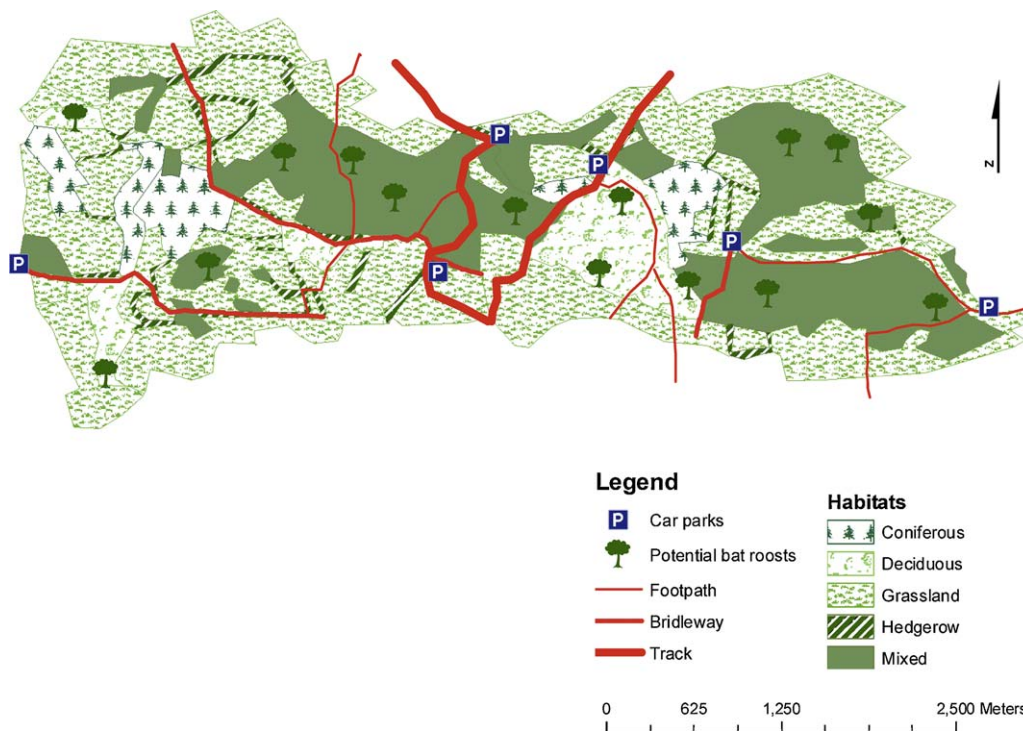 P
P
P
P
P
P
N
Legend
P Car parks
Potential bat roosts
Footpath
Bridleway
Track
Habitats
Coniferous
Deciduous
Grassland
Hedgerow
Mixed
0 625 1,250 2,500 Meters